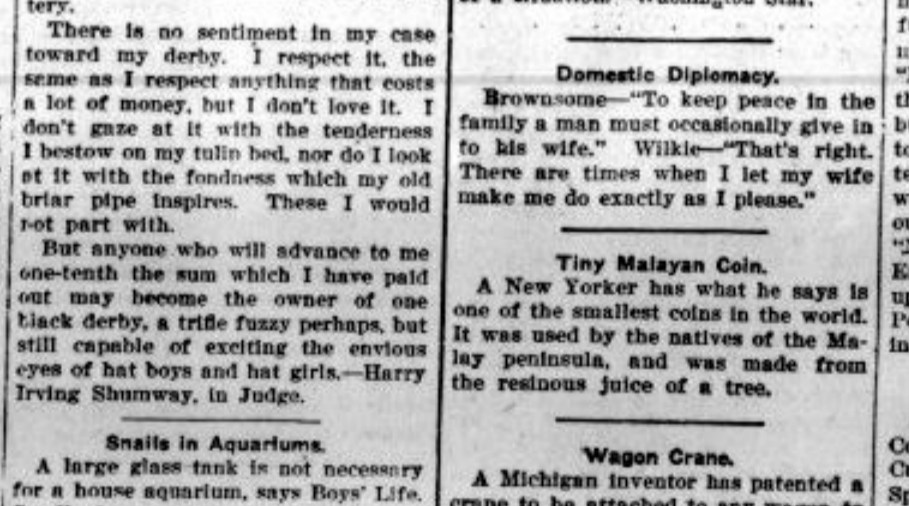 tery.
There is no sentiment in my case
toward my derby. I respect it, the
same as I respect anything that costs
a lot of money, but I don't love it. I
don't gaze at it with the tenderness
I bestow on my tulip bed, nor do I look
at it with the fondness which my old
briar pipe inspires. These I would
not part with.
But anyone who will advance to me
one-tenth the sum which I have paid
out may become the owner of one
black derby, a trifle fuzzy perhaps, but
still capable of exciting the envious
eyes of hat boys and hat girls.—Harry
Irving Shumway, in Judge.
Snails in Aquariums.
A large glass tank is not necessary
for a house aquarium, says Boys' Life.
Domestic Diplomacy.
Brownsome—"To keep peace in the
family a man must occasionally give in
to his wife." Wilkie—"That's right.
There are times when I let my wife
make me do exactly as I please."
Tiny Malayan Coin.
A New Yorker has what he says is
one of the smallest coins in the world.
It was used by the natives of the Ma-
lay peninsula, and was made from
the resinous juice of a tree.
Wagon Crane.
A Michigan inventor has patented a
crane to be attached to any wagon to